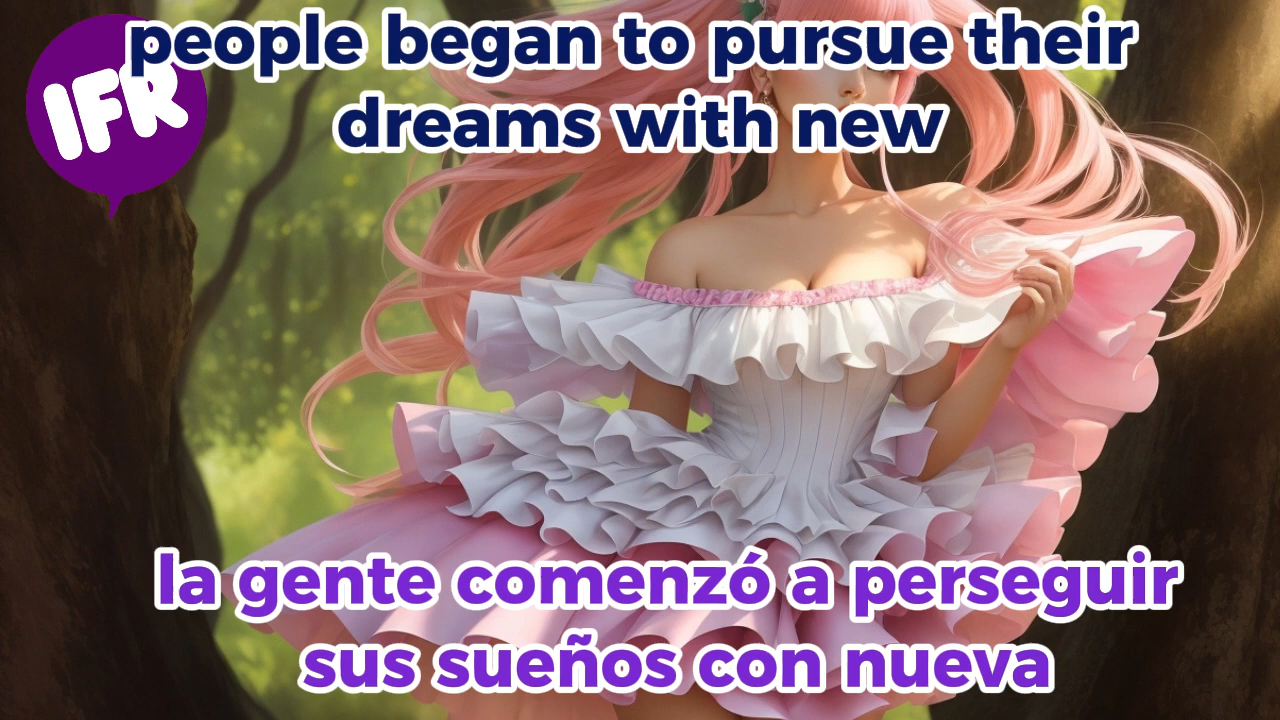 IFR
people began to pursue their
dreams with new
la gente comenzó a perseguir
sus sueños con nueva